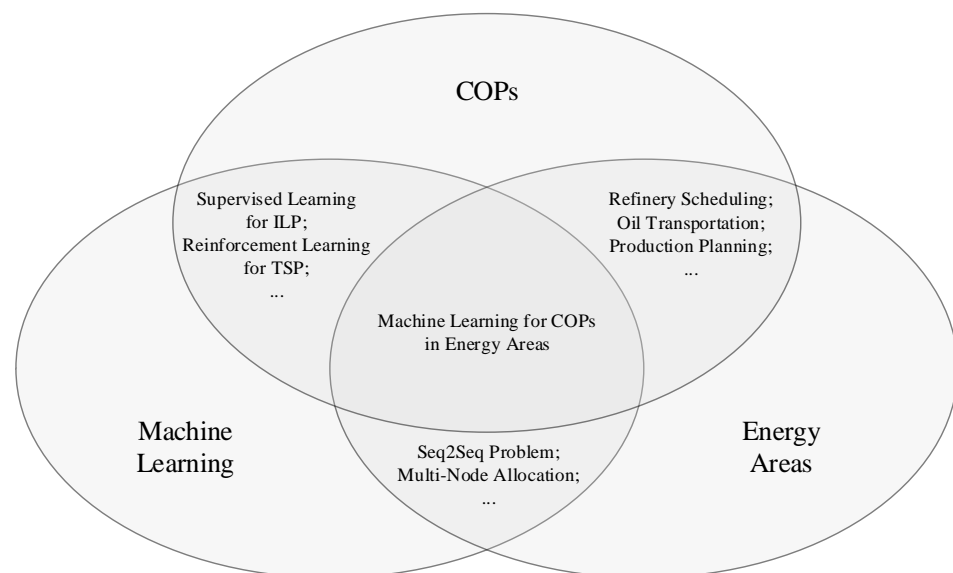 COPs
Supervised Learning
for ILP;
Reinforcement Learning
for TSP;
...
Refinery Scheduling;
Oil Transportation;
Production Planning;
...
Machine Learning for COPs
in Energy Areas
Machine
Learning
Energy
Areas
Seq2Seq Problem;
Multi-Node Allocation;
...